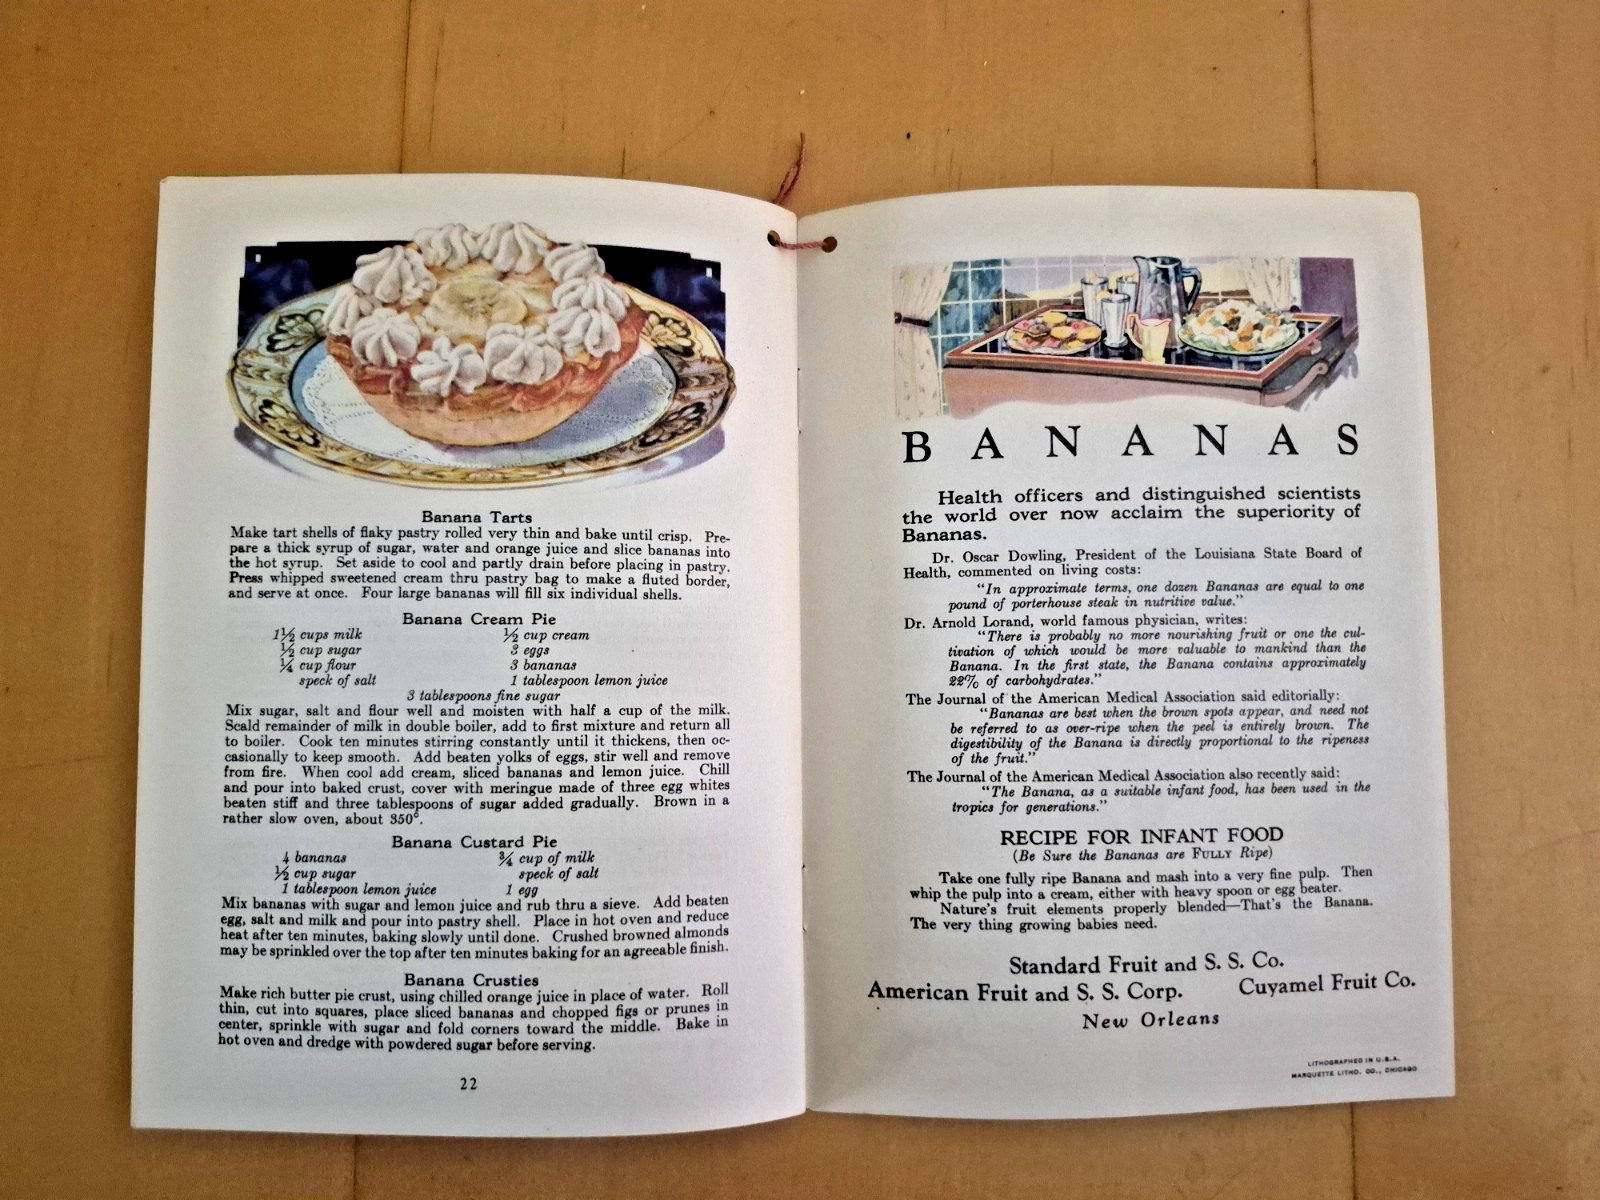 Banana Tarts
Make tart shells of flaky pastry rolled very thin and bake until crisp. Pre-
pare a thick syrup of sugar, water and orange juice and slice bananas into
the hot syrup. Set aside to cool and partly drain before placing in pastry.
Press whipped sweetened cream thru pastry bag to make a fluted border,
and serve at once. Four large bananas will fill six individual shells.
Banana Cream Pie
1½ cups milk
½ cup sugar
¼ cup flour
speck of salt
½ cup cream
3 eggs
3 bananas
1 tablespoon lemon juice
3 tablespoons fine sugar
Mix sugar, salt and flour well and moisten with half a cup of the milk.
Scald remainder of milk in double boiler, add to first mixture and return all
to boiler. Cook ten minutes stirring constantly until it thickens, then oc-
casionally to keep smooth. Add beaten yolks of eggs, stir well and remove
from fire. When cool add cream, sliced bananas and lemon juice. Chill
and pour into baked crust, cover with meringue made of three egg whites
beaten stiff and three tablespoons of sugar added gradually. Brown in a
rather slow oven, about 350°.
Banana Custard Pie
4 bananas
½ cup sugar
1 tablespoon lemon juice
¾ cup of milk
speck of salt
1 egg
Mix bananas with sugar and lemon juice and rub thru a sieve. Add beaten
egg, salt and milk and pour into pastry shell. Place in hot oven and reduce
heat after ten minutes, baking slowly until done. Crushed browned almonds
may be sprinkled over the top after ten minutes baking for an agreeable finish.
Banana Crusties
Make rich butter pie crust, using chilled orange juice in place of water. Roll
thin, cut into squares, place sliced bananas and chopped figs or prunes in
center, sprinkle with sugar and fold corners toward the middle. Bake in
hot oven and dredge with powdered sugar before serving.
22
BANANAS
Health officers and distinguished scientists
the world over now acclaim the superiority of
Bananas.
Dr. Oscar Dowling, President of the Louisiana State Board of
Health, commented on living costs:
"In approximate terms, one dozen Bananas are equal to one
pound of porterhouse steak in nutritive value."
Dr. Arnold Lorand, world famous physician, writes:
"There is probably no more nourishing fruit or one the cul-
tivation of which would be more valuable to mankind than the
Banana. In the first state, the Banana contains approximately
22% of carbohydrates."
The Journal of the American Medical Association said editorially:
"Bananas are best when the brown spots appear, and need not
be referred to as over-ripe when the peel is entirely brown. The
digestibility of the Banana is directly proportional to the ripeness
of the fruit."
The Journal of the American Medical Association also recently said:
"The Banana, as a suitable infant food, has been used in the
tropics for generations."
RECIPE FOR INFANT FOOD
(Be Sure the Bananas are FULLY Ripe)
Take one fully ripe Banana and mash into a very fine pulp. Then
whip the pulp into a cream, either with heavy spoon or egg beater.
Nature's fruit elements properly blended—That's the Banana.
The very thing growing babies need.
Standard Fruit and S. S. Co.
American Fruit and S. S. Corp. Cuyamel Fruit Co.
New Orleans
LITHOGRAPHED IN U.S.A.
MARQUETTE LITHO. CO., CHICAGO